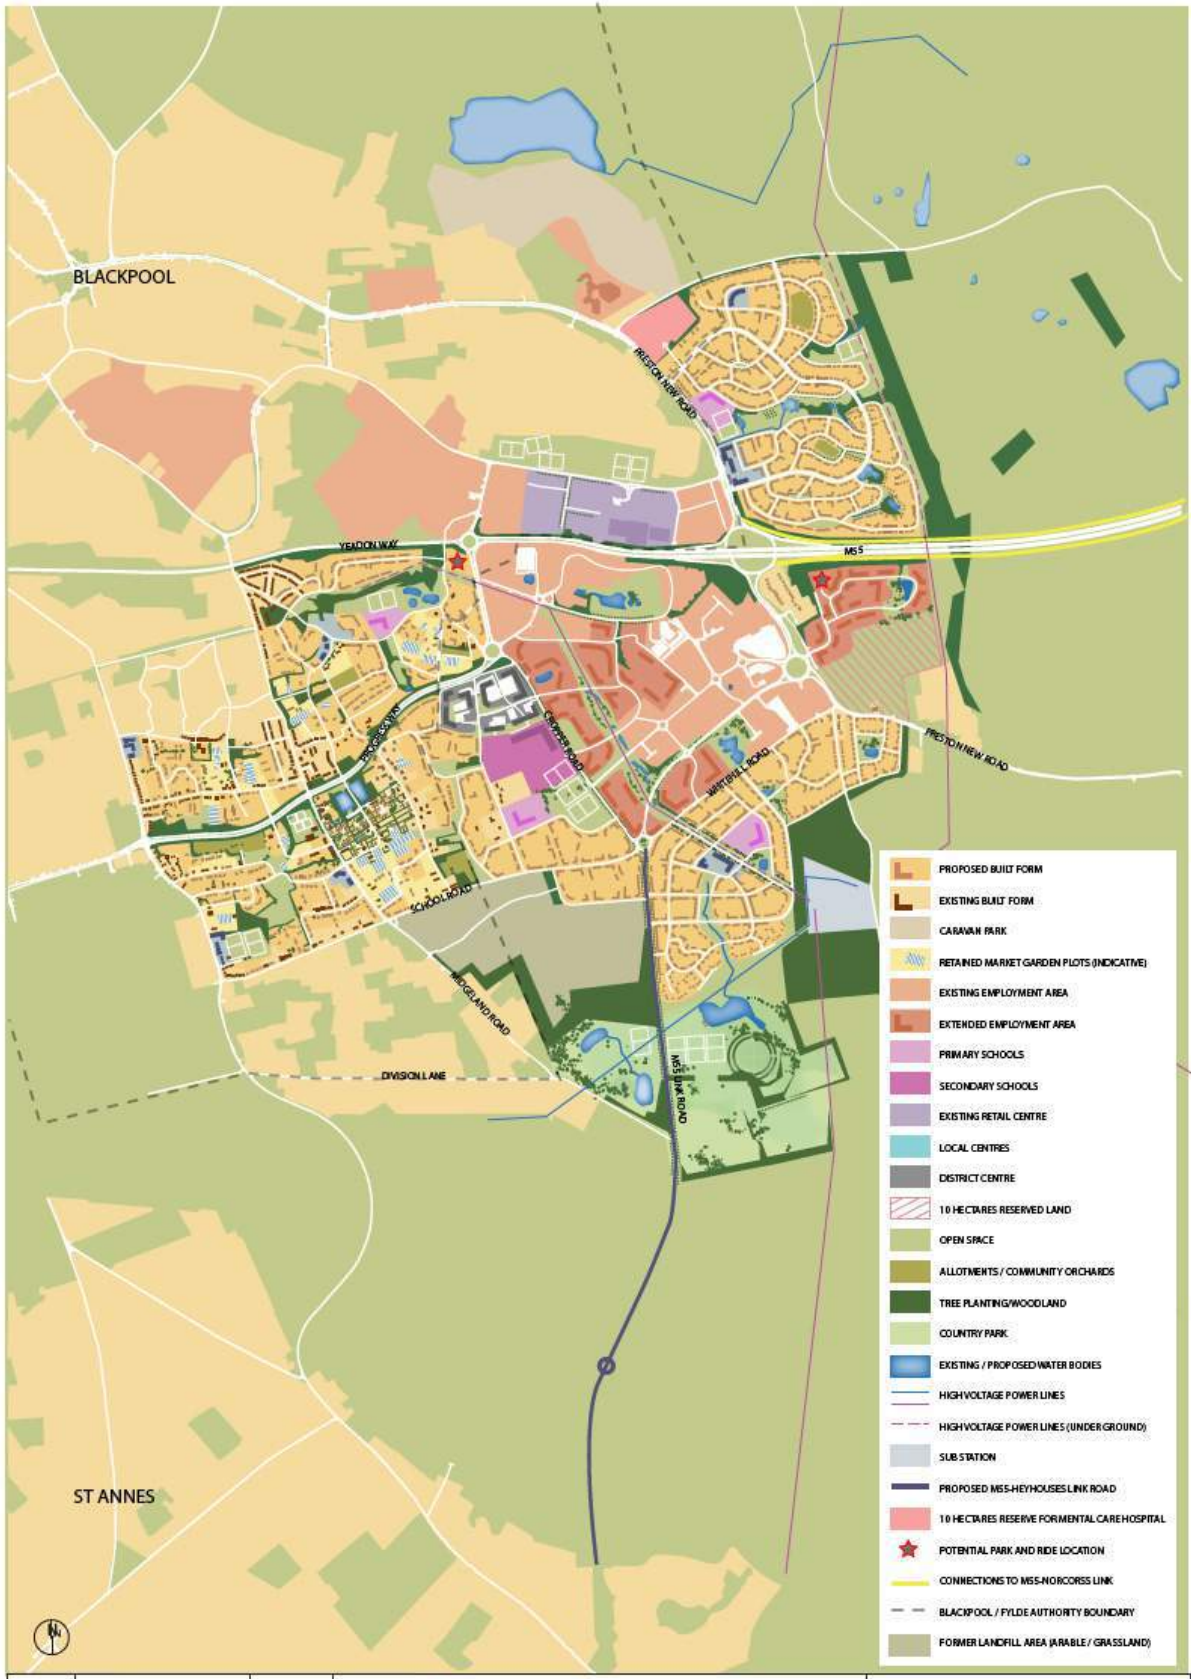 BLACKPOOL
PRESTON NEW ROAD
YEADON WAY
M55
PROGRESS WAY
CROPPER ROAD
WHITEHILL ROAD
PRESTON NEW ROAD
SCHOOL ROAD
MIDGELAND ROAD
DIVISION LANE
M55 LINK ROAD
ST ANNES
N
PROPOSED BUILT FORM
EXISTING BUILT FORM
CARAVAN PARK
RETAINED MARKET GARDEN PLOTS (INDICATIVE)
EXISTING EMPLOYMENT AREA
EXTENDED EMPLOYMENT AREA
PRIMARY SCHOOLS
SECONDARY SCHOOLS
EXISTING RETAIL CENTRE
LOCAL CENTRES
DISTRICT CENTRE
10 HECTARES RESERVED LAND
OPEN SPACE
ALLOTMENTS / COMMUNITY ORCHARDS
TREE PLANTING/WOODLAND
COUNTRY PARK
EXISTING / PROPOSED WATER BODIES
HIGH VOLTAGE POWER LINES
HIGH VOLTAGE POWER LINES (UNDERGROUND)
SUB STATION
PROPOSED M55-HEYHOUSES LINK ROAD
10 HECTARES RESERVE FOR MENTAL CARE HOSPITAL
POTENTIAL PARK AND RIDE LOCATION
CONNECTIONS TO M55-NORCORSS LINK
BLACKPOOL / FYLDE AUTHORITY BOUNDARY
FORMER LANDFILL AREA (ARABLE / GRASSLAND)